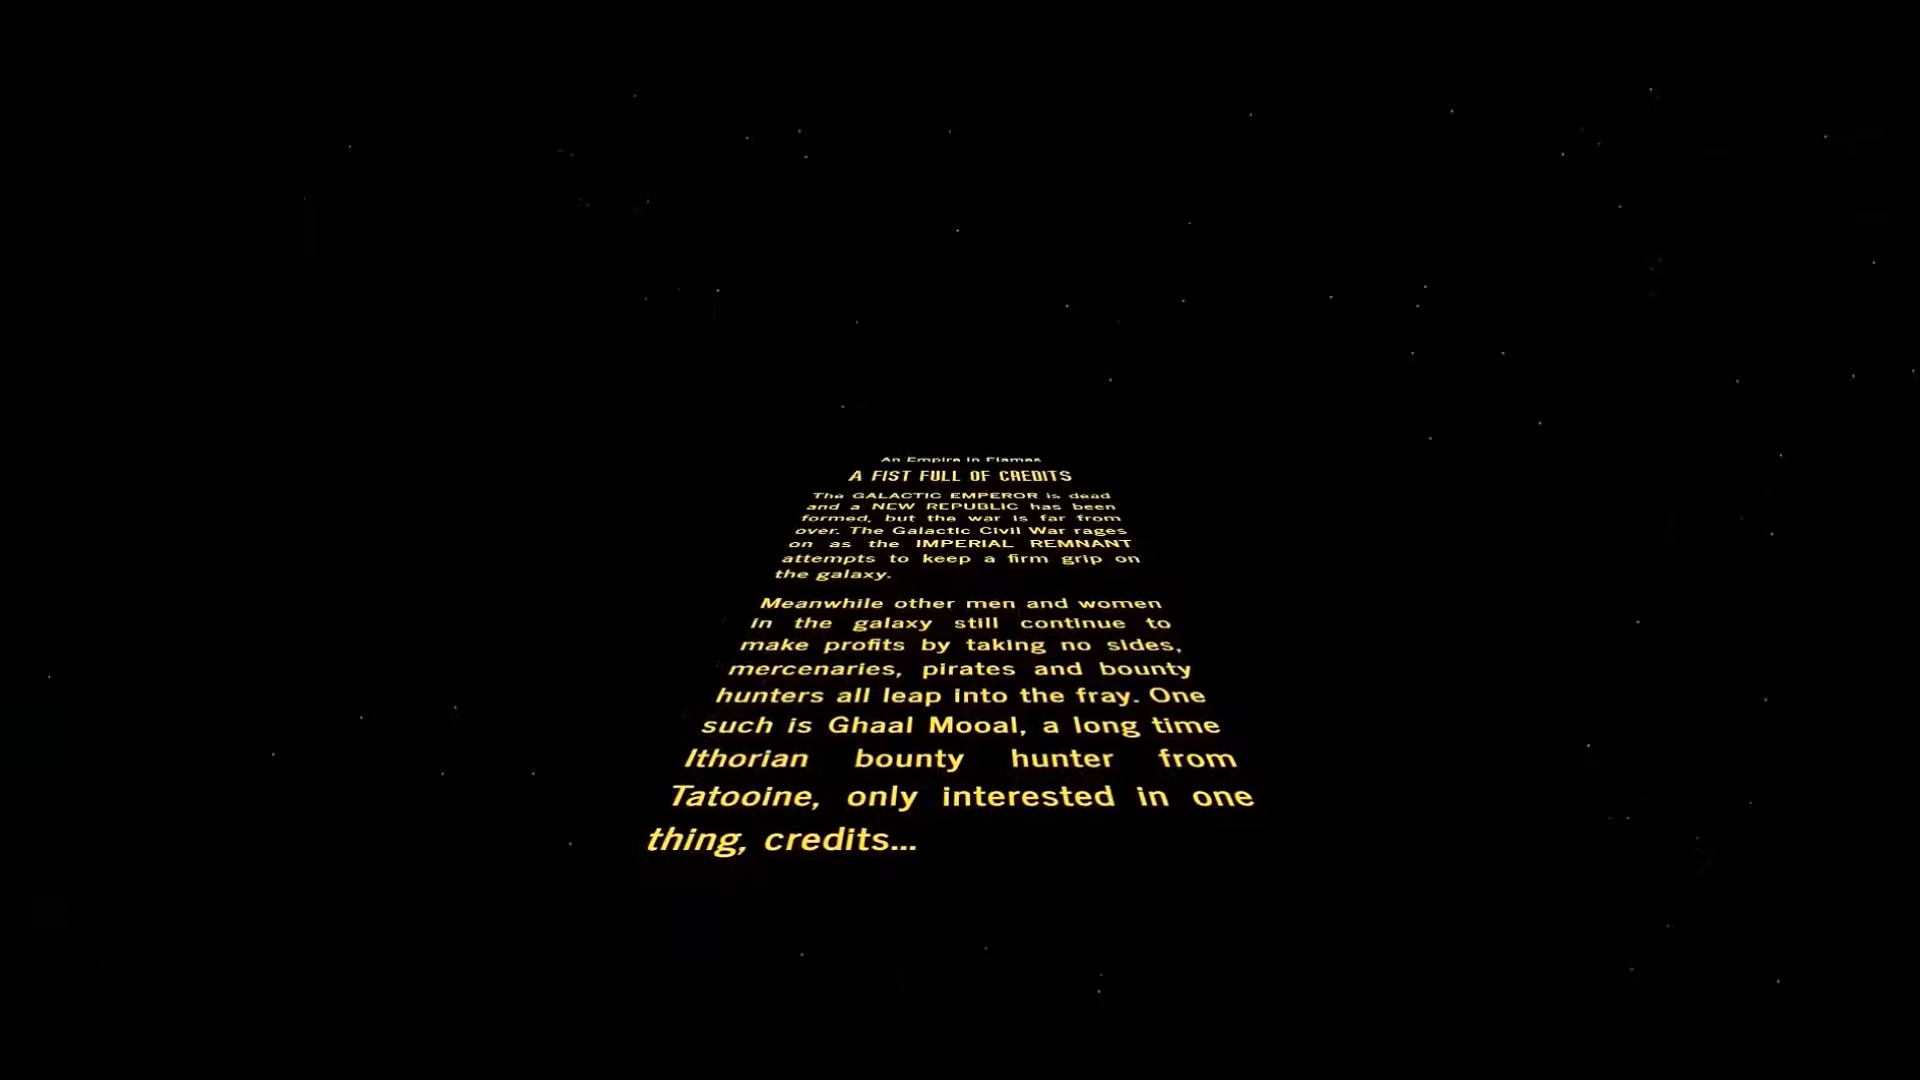 An Empire in Flames
A FIST FULL OF CREDITS
The GALACTIC EMPEROR is dead
and a NEW REPUBLIC has been
formed, but the war is far from
over. The Galactic Civil War rages
on as the IMPERIAL REMNANT
attempts to keep a firm grip on
the galaxy.
Meanwhile other men and women
in the galaxy still continue to
make profits by taking no sides,
mercenaries, pirates and bounty
hunters all leap into the fray. One
such is Ghaal Mooal, a long time
Ithorian bounty hunter from
Tatooine, only interested in one
thing, credits...